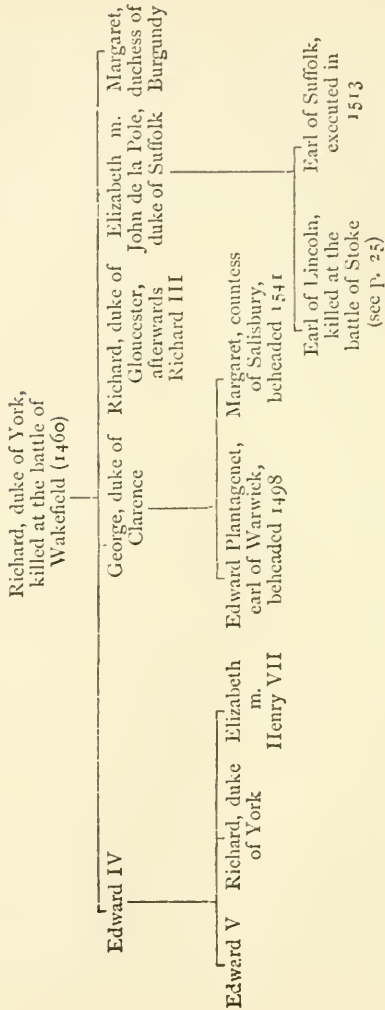 Richard, duke of York,
killed at the battle of
Wakefield (1460)
Edward IV
George, duke of
Clarence
Richard, duke of
Gloucester,
afterwards
Richard III
Elizabeth m.
John de la Pole,
duke of Suffolk
Margaret,
duchess of
Burgundy
Edward V
Richard, duke
of York
Elizabeth
m.
Henry VII
Edward Plantagenet,
earl of Warwick,
beheaded 1498
Margaret, countess
of Salisbury,
beheaded 1541
Earl of Lincoln,
killed at the
battle of Stoke
(see p. 25)
Earl of Suffolk,
executed in
1513